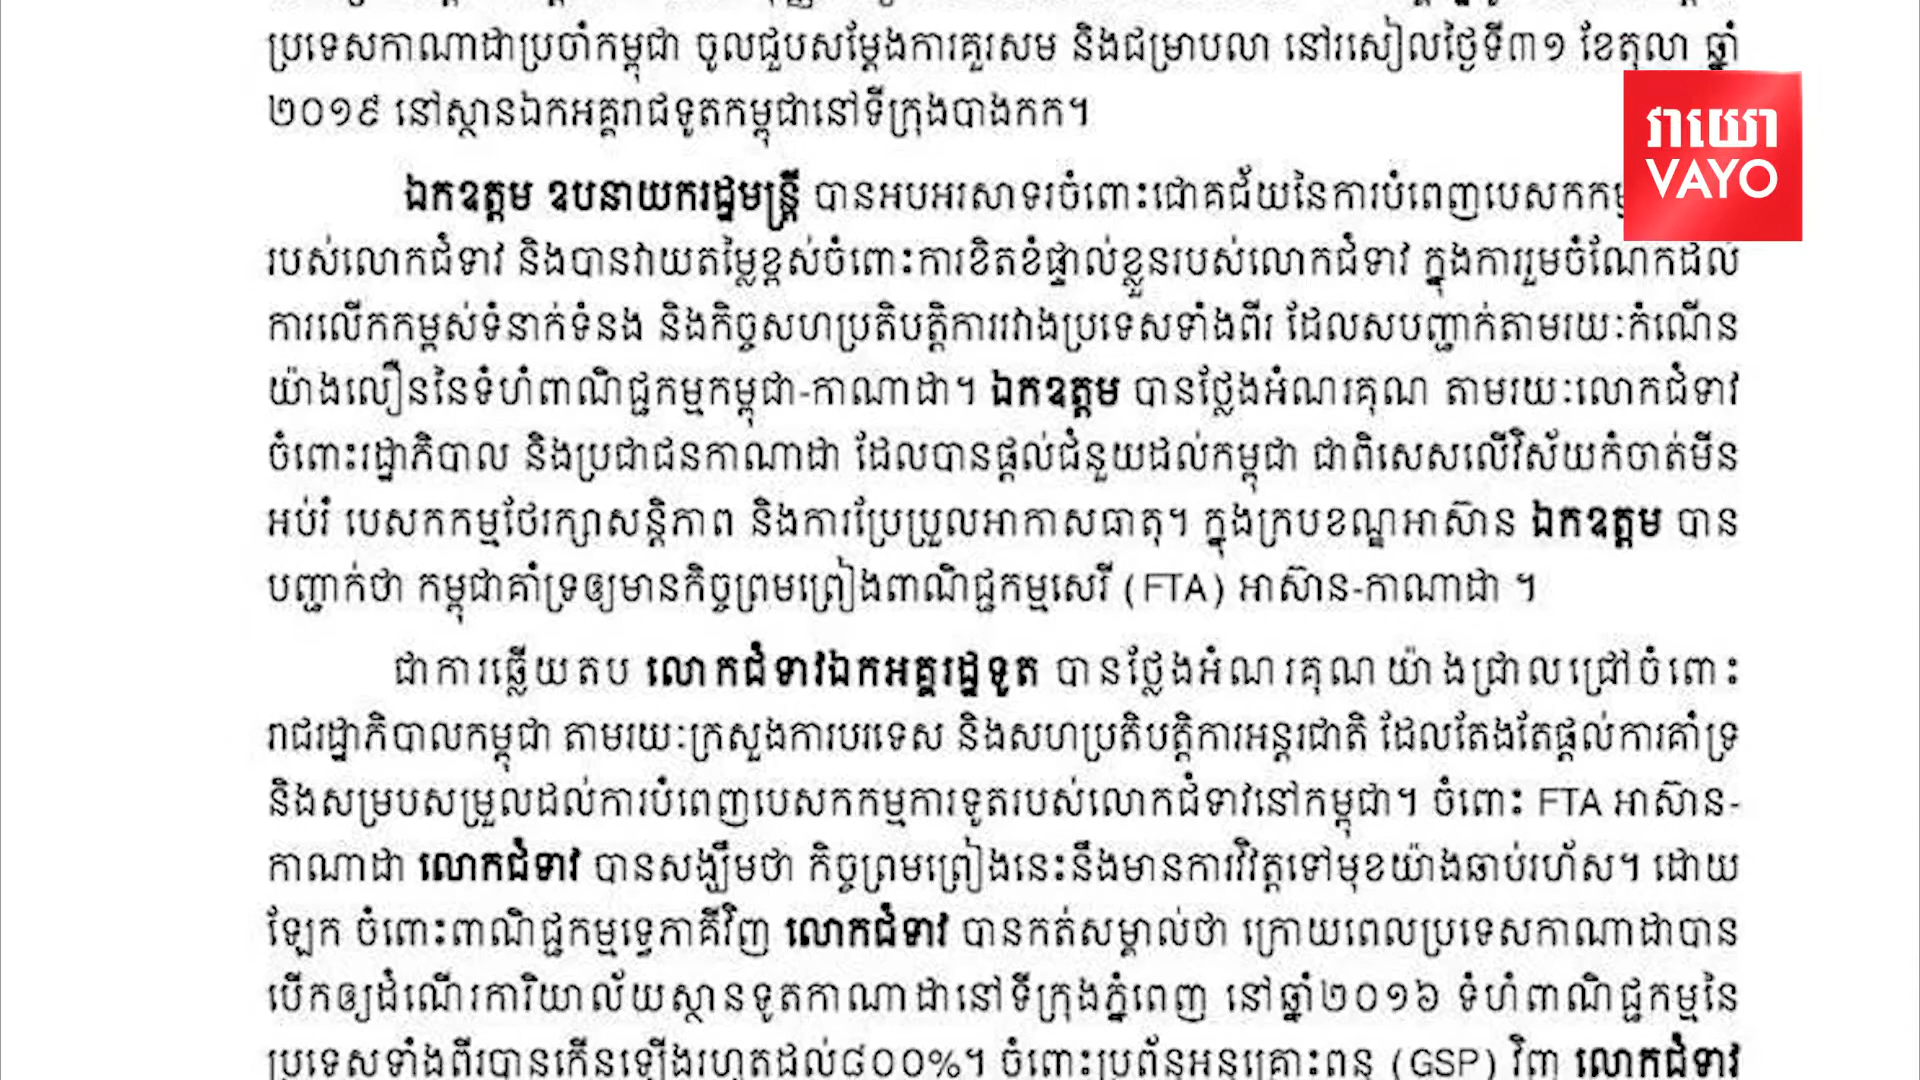 ប្រទេសកាណាដាប្រចាំកម្ពុជា ចូលជួបសម្តែងការគួរសម និងជម្រាបលា នៅរសៀលថ្ងៃទី៣១ ខែតុលា ឆ្នាំ
២០១៩ នៅស្ថានឯកអគ្គរាជទូតកម្ពុជានៅទីក្រុងបាងកក។
វាយោ
VAYO
ឯកឧត្តម ឧបនាយករដ្ឋមន្ត្រី បានអបអរសាទរចំពោះជោគជ័យនៃការបំពេញបេសកកម្ម
របស់លោកជំទាវ និងបានវាយតម្លៃខ្ពស់ចំពោះការខិតខំផ្ទាល់ខ្លួនរបស់លោកជំទាវ ក្នុងការរួមចំណែកដល់
ការលើកកម្ពស់ទំនាក់ទំនង និងកិច្ចសហប្រតិបត្តិការរវាងប្រទេសទាំងពីរ ដែលសបញ្ជាក់តាមរយៈកំណើន
យ៉ាងលឿននៃទំហំពាណិជ្ជកម្មកម្ពុជា-កាណាដា។ ឯកឧត្តម បានថ្លែងអំណរគុណ តាមរយៈលោកជំទាវ
ចំពោះរដ្ឋាភិបាល និងប្រជាជនកាណាដា ដែលបានផ្តល់ជំនួយដល់កម្ពុជា ជាពិសេសលើវិស័យកំចាត់មីន
អប់រំ បេសកកម្មថែរក្សាសន្តិភាព និងការប្រែប្រួលអាកាសធាតុ។ ក្នុងក្របខណ្ឌអាស៊ាន ឯកឧត្តម បាន
បញ្ជាក់ថា កម្ពុជាគាំទ្រឲ្យមានកិច្ចព្រមព្រៀងពាណិជ្ជកម្មសេរី (FTA) អាស៊ាន-កាណាដា ។
ជាការឆ្លើយតប លោកជំទាវឯកអគ្គរដ្ឋទូត បានថ្លែងអំណរគុណយ៉ាងជ្រាលជ្រៅចំពោះ
រាជរដ្ឋាភិបាលកម្ពុជា តាមរយៈក្រសួងការបរទេស និងសហប្រតិបត្តិការអន្តរជាតិ ដែលតែងតែផ្តល់ការគាំទ្រ
និងសម្របសម្រួលដល់ការបំពេញបេសកកម្មការទូតរបស់លោកជំទាវនៅកម្ពុជា។ ចំពោះ FTA អាស៊ាន-
កាណាដា លោកជំទាវ បានសង្ឃឹមថា កិច្ចព្រមព្រៀងនេះនឹងមានការវិវត្តទៅមុខយ៉ាងឆាប់រហ័ស។ ដោយ
ឡែក ចំពោះពាណិជ្ជកម្មទ្វេភាគីវិញ លោកជំទាវ បានកត់សម្គាល់ថា ក្រោយពេលប្រទេសកាណាដាបាន
បើកឲ្យដំណើរការិយាល័យស្ថានទូតកាណាដានៅទីក្រុងភ្នំពេញ នៅឆ្នាំ២០១៦ ទំហំពាណិជ្ជកម្មនៃ
ប្រទេសទាំងពីរបានកើនឡើងរហូតដល់៨០០%។ ចំពោះប្រព័ន្ធអនុគ្រោះពន្ធ (GSP) វិញ លោកជំទាវ